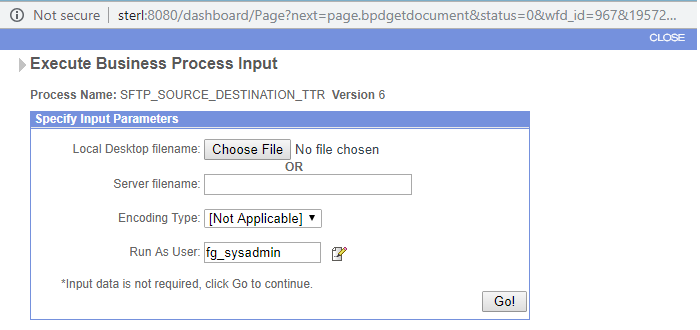 Not secure | sterl:8080/dashboard/Page?next=page.bpdgetdocument&status=0&wfd_id=967&19572...
CLOSE
Execute Business Process Input
Process Name: SFTP_SOURCE_DESTINATION_TTR Version 6
Specify Input Parameters
Local Desktop filename: Choose File No file chosen
OR
Server filename:
Encoding Type: [Not Applicable]
Run As User: fg_sysadmin
*Input data is not required, click Go to continue.
Go!